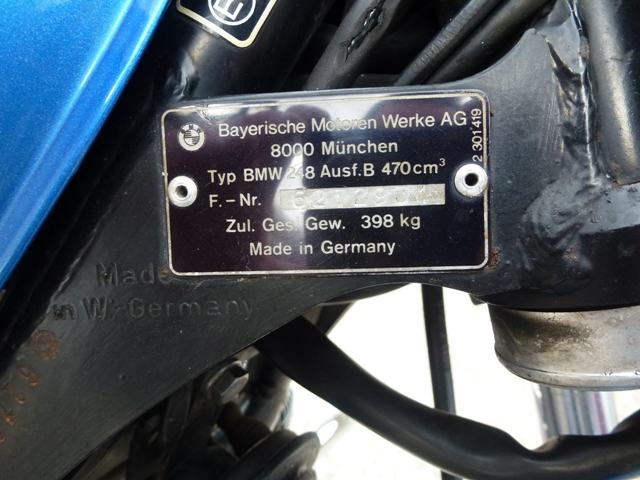 Bayerische Motoren Werke AG
8000 München
Typ BMW 248 Ausf.B 470cm³
F.-Nr.
Zul. Ges. Gew. 398 kg
Made in Germany
2 301 419
Made
in W.-Germany
E